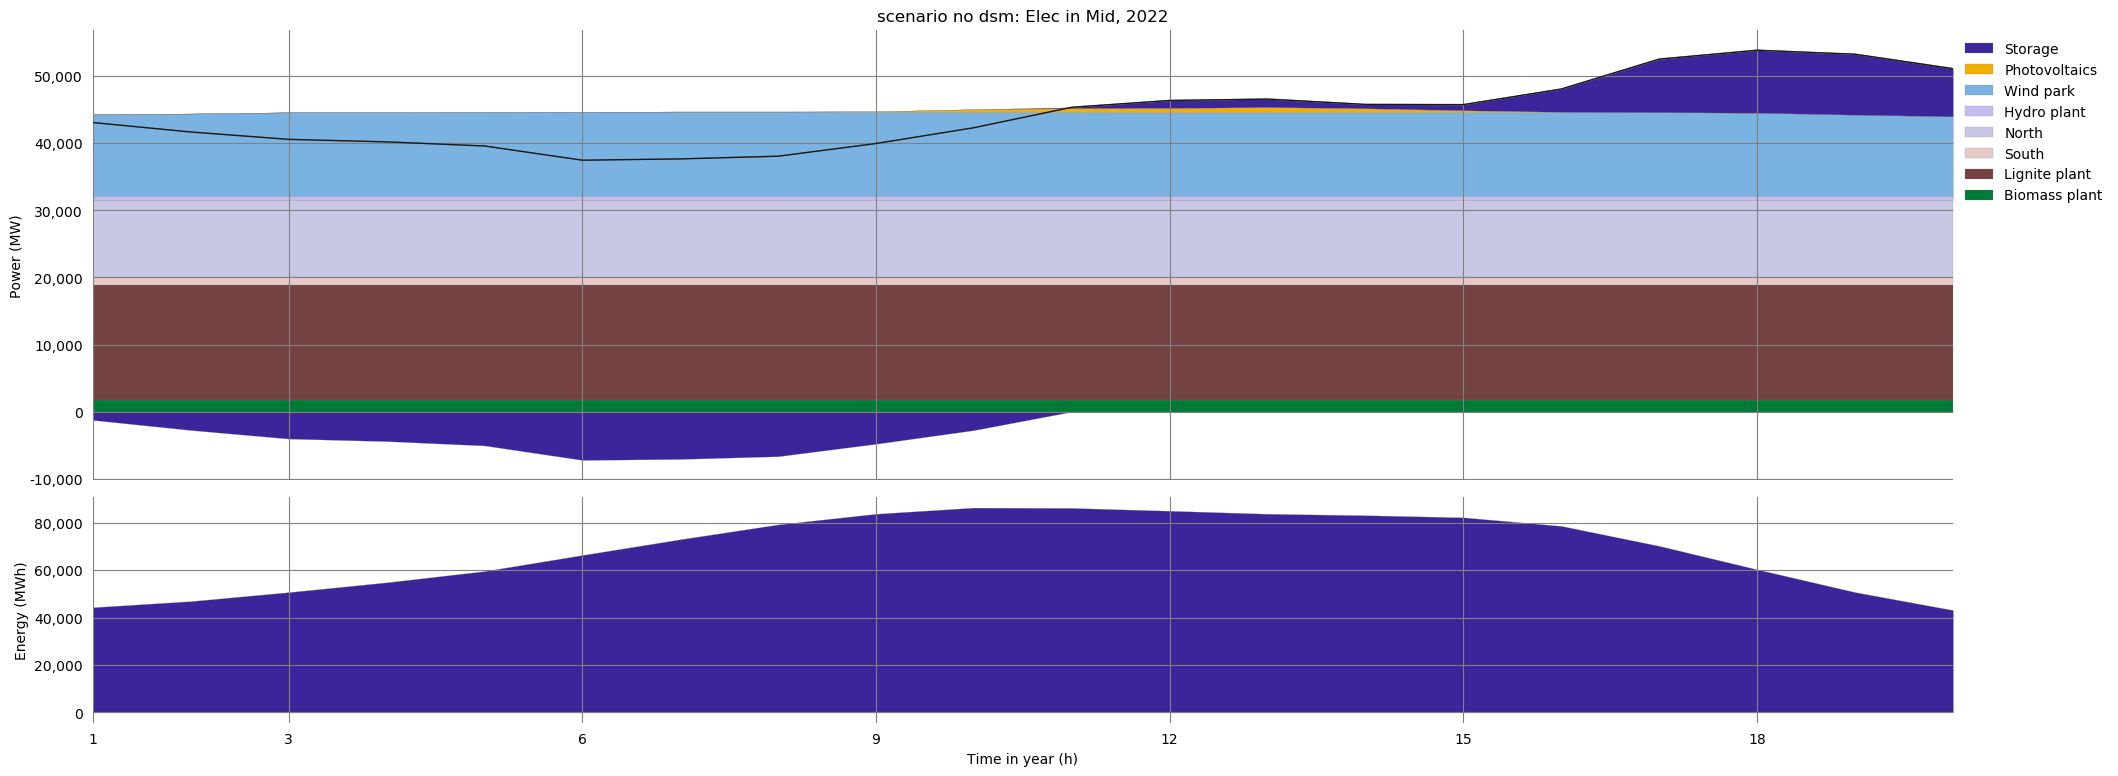 scenario no dsm: Elec in Mid, 2022
Power (MW)
50,000
40,000
30,000
20,000
10,000
0
-10,000
Storage
Photovoltaics
Wind park
Hydro plant
North
South
Lignite plant
Biomass plant
Energy (MWh)
80,000
60,000
40,000
20,000
0
1 3 6 9 12 15 18
Time in year (h)